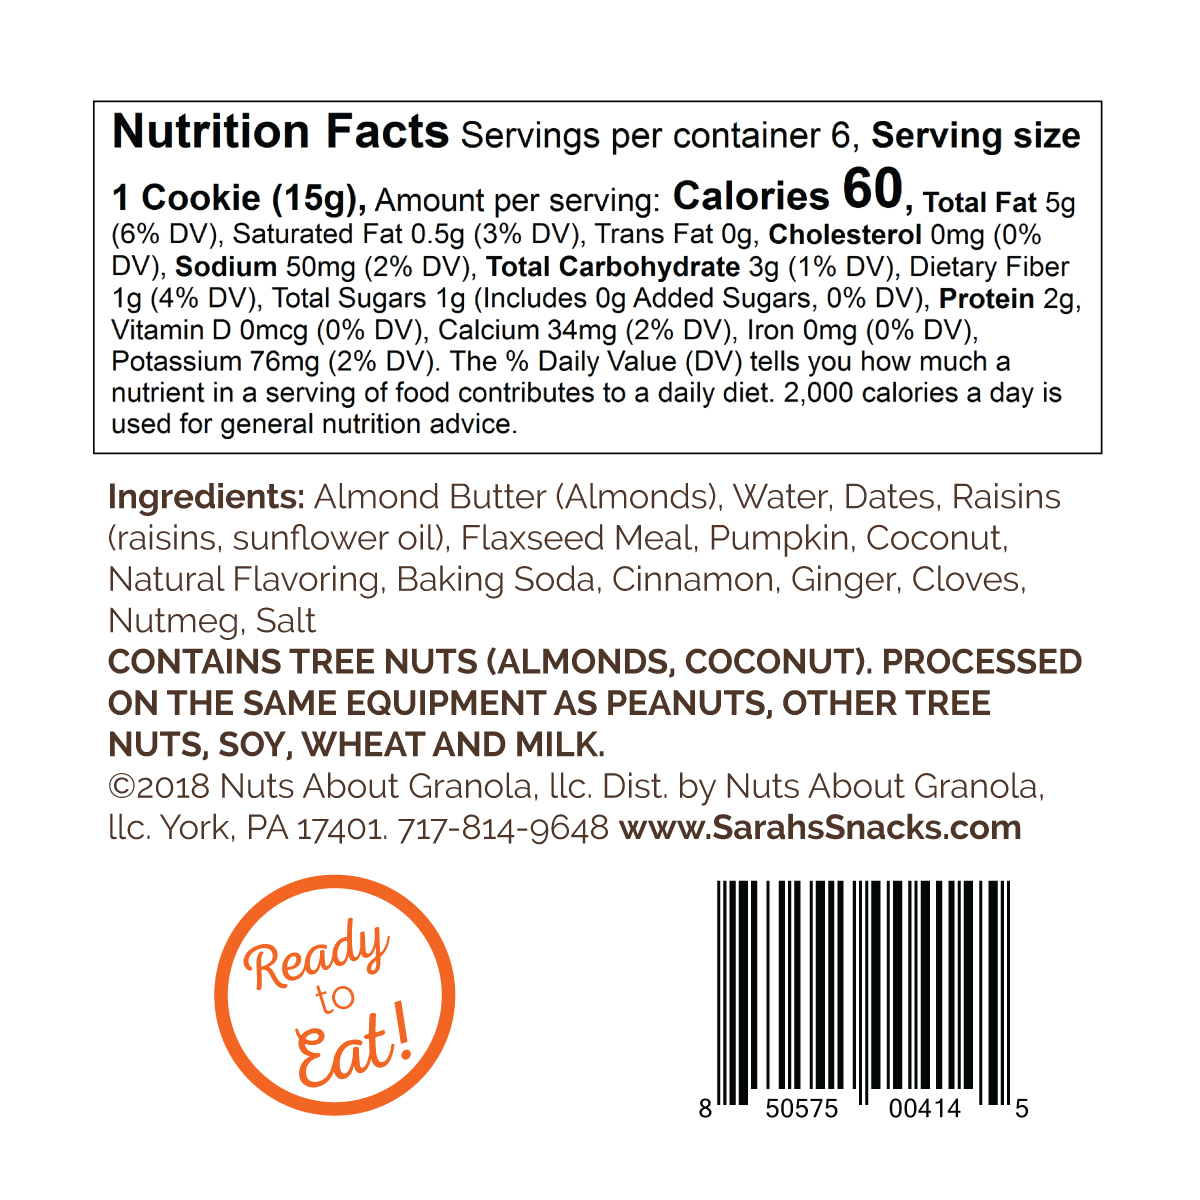 Nutrition Facts Servings per container 6, Serving size
1 Cookie (15g), Amount per serving: Calories 60, Total Fat 5g
(6% DV), Saturated Fat 0.5g (3% DV), Trans Fat 0g, Cholesterol 0mg (0%
DV), Sodium 50mg (2% DV), Total Carbohydrate 3g (1% DV), Dietary Fiber
1g (4% DV), Total Sugars 1g (Includes 0g Added Sugars, 0% DV), Protein 2g,
Vitamin D 0mcg (0% DV), Calcium 34mg (2% DV), Iron 0mg (0% DV),
Potassium 76mg (2% DV). The % Daily Value (DV) tells you how much a
nutrient in a serving of food contributes to a daily diet. 2,000 calories a day is
used for general nutrition advice.
Ingredients: Almond Butter (Almonds), Water, Dates, Raisins
(raisins, sunflower oil), Flaxseed Meal, Pumpkin, Coconut,
Natural Flavoring, Baking Soda, Cinnamon, Ginger, Cloves,
Nutmeg, Salt
CONTAINS TREE NUTS (ALMONDS, COCONUT). PROCESSED
ON THE SAME EQUIPMENT AS PEANUTS, OTHER TREE
NUTS, SOY, WHEAT AND MILK.
©2018 Nuts About Granola, llc. Dist. by Nuts About Granola,
llc. York, PA 17401. 717-814-9648 www.SarahsSnacks.com
Ready
to
Eat!
8 50575 00414 5